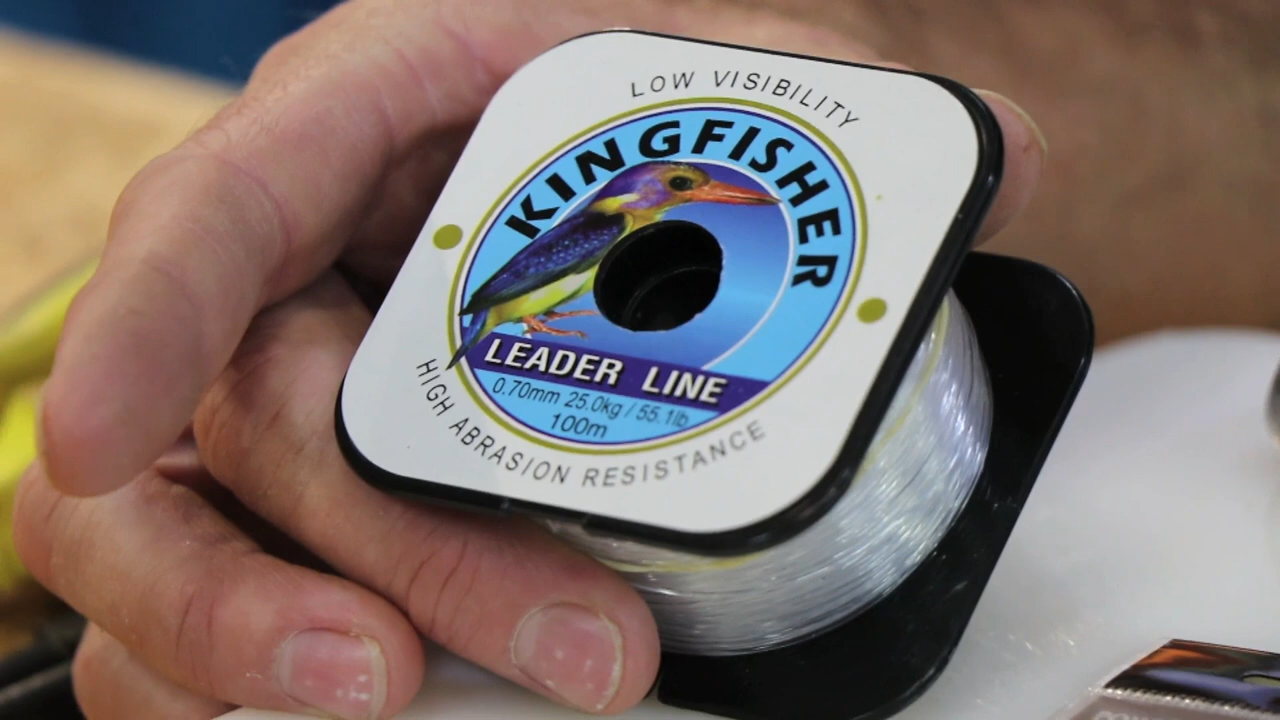 LOW VISIBILITY
KINGFISHER
LEADER LINE
0.70mm 25.0kg / 55.1lb
100m
HIGH ABRASION RESISTANCE